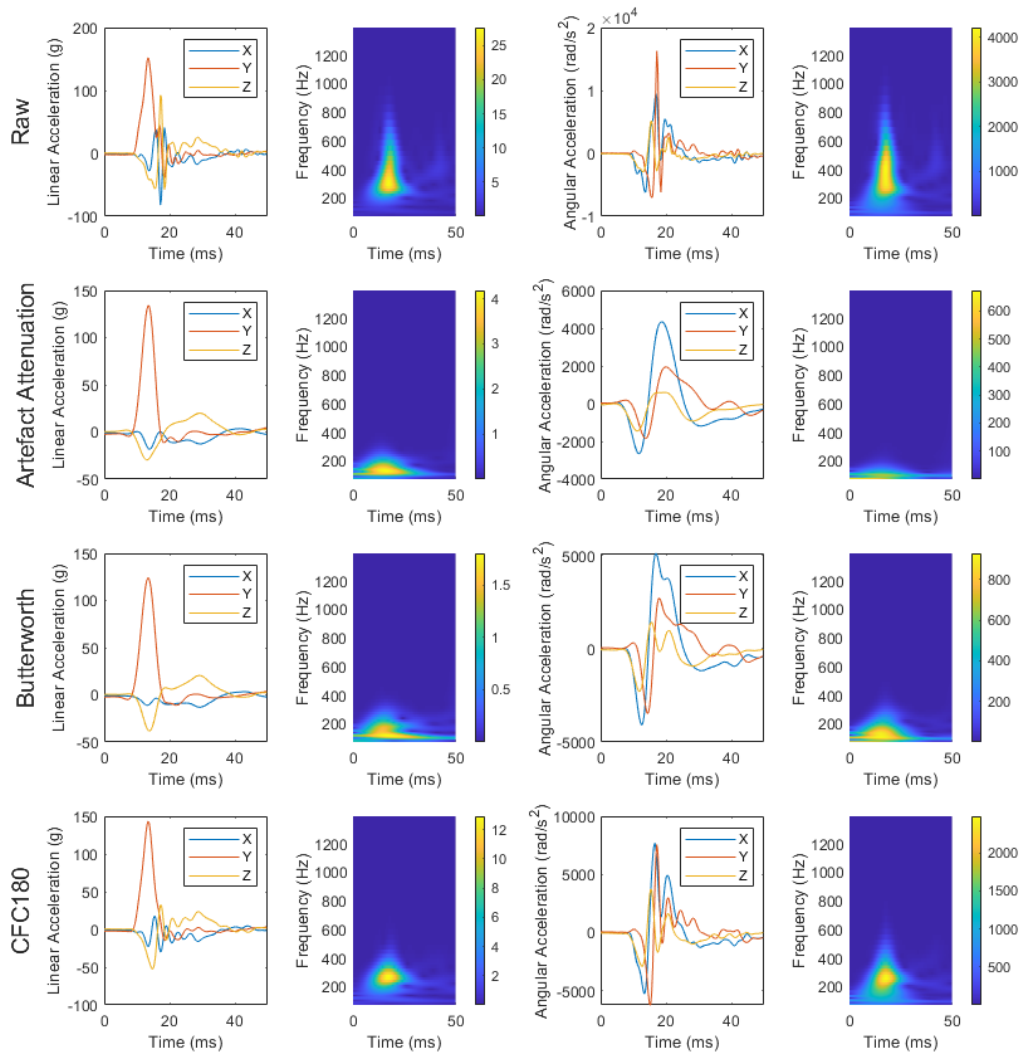 Raw
Linear Acceleration (g)
200
100
0
-100
X
Y
Z
0 20 40
Time (ms)
Frequency (Hz)
1200
1000
800
600
400
200
0 50
Time (ms)
25
20
15
10
5
Angular Acceleration (rad/s²)
×10⁴
2
1
0
-1
X
Y
Z
0 20 40
Time (ms)
Frequency (Hz)
1200
1000
800
600
400
200
0 50
Time (ms)
4000
3000
2000
1000
Artefact Attenuation
Linear Acceleration (g)
150
100
50
0
-50
X
Y
Z
0 20 40
Time (ms)
Frequency (Hz)
1200
1000
800
600
400
200
0 50
Time (ms)
4
3
2
1
Angular Acceleration (rad/s²)
6000
4000
2000
0
-2000
-4000
X
Y
Z
0 20 40
Time (ms)
Frequency (Hz)
1200
1000
800
600
400
200
0 50
Time (ms)
600
500
400
300
200
100
Butterworth
Linear Acceleration (g)
150
100
50
0
-50
X
Y
Z
0 20 40
Time (ms)
Frequency (Hz)
1200
1000
800
600
400
200
0 50
Time (ms)
1.5
1
0.5
Angular Acceleration (rad/s²)
5000
0
-5000
X
Y
Z
0 20 40
Time (ms)
Frequency (Hz)
1200
1000
800
600
400
200
0 50
Time (ms)
800
600
400
200
CFC180
Linear Acceleration (g)
150
100
50
0
-50
-100
X
Y
Z
0 20 40
Time (ms)
Frequency (Hz)
1200
1000
800
600
400
200
0 50
Time (ms)
12
10
8
6
4
2
Angular Acceleration (rad/s²)
10000
5000
0
-5000
X
Y
Z
0 20 40
Time (ms)
Frequency (Hz)
1200
1000
800
600
400
200
0 50
Time (ms)
2000
1500
1000
500